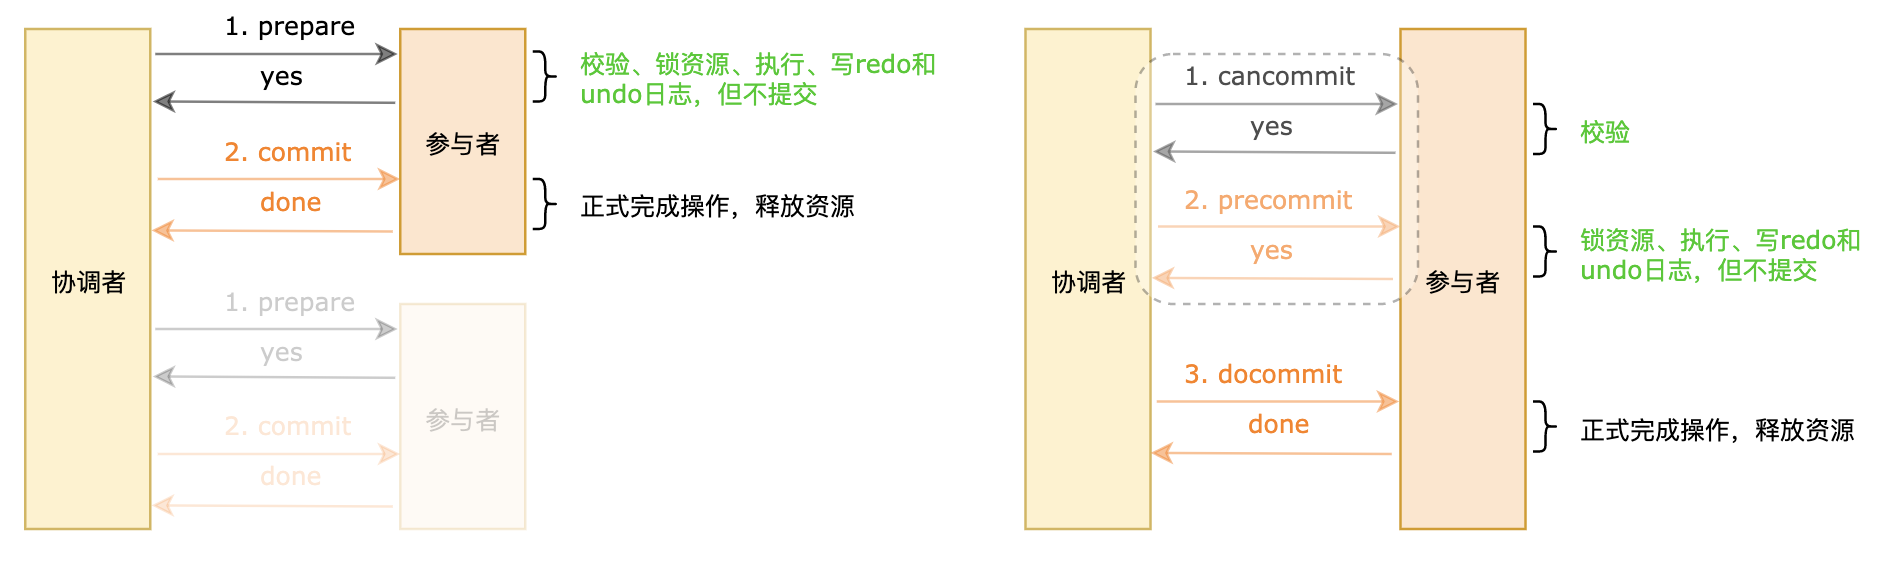 1. prepare
yes
校验、锁资源、执行、写redo和
undo日志，但不提交
2. commit
参与者
done
正式完成操作，释放资源
协调者
1. prepare
yes
2. commit
参与者
done
1. cancommit
yes
校验
2. precommit
yes
锁资源、执行、写redo和
undo日志，但不提交
协调者
参与者
3. docommit
done
正式完成操作，释放资源